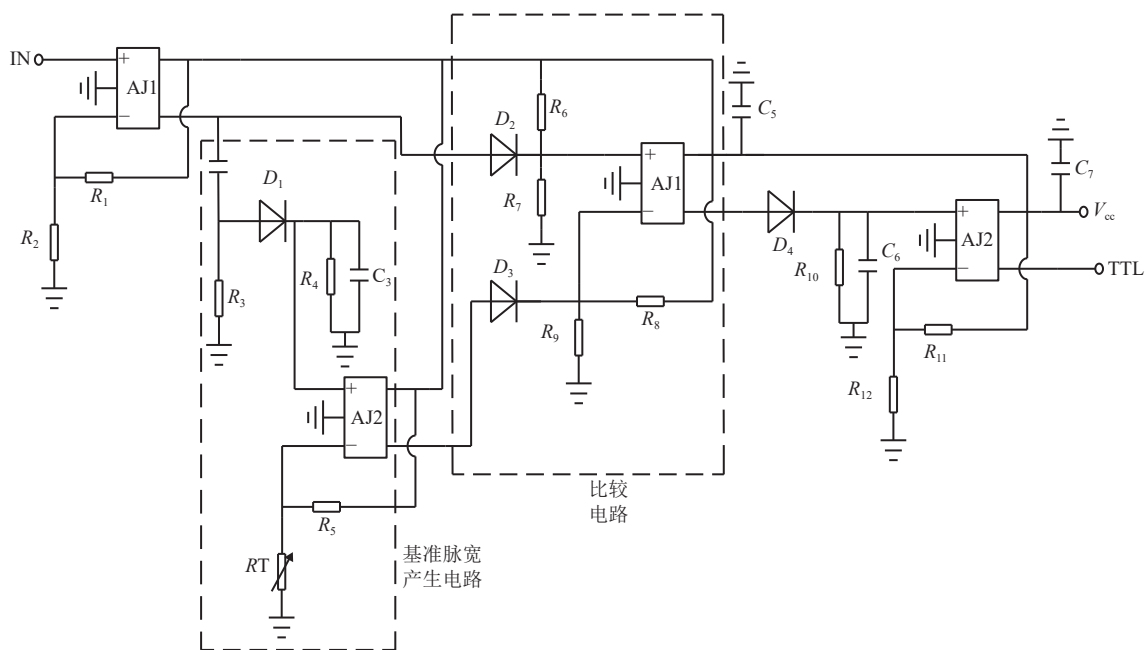 IN
+
AJ1
−
R1
R2
D1
R3
R4
C3
+
AJ2
−
R5
RT
基准脉宽
产生电路
D2
R6
R7
+
AJ1
−
D3
R8
R9
比较
电路
C5
D4
R10
C6
+
AJ2
−
R11
R12
C7
Vcc
TTL